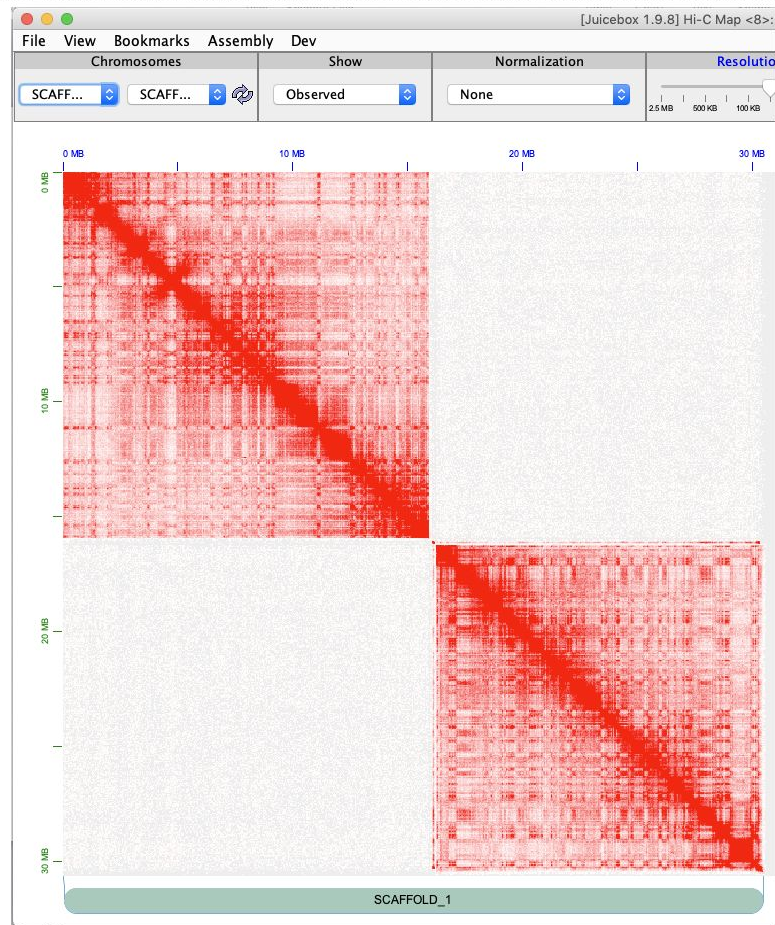 [Juicebox 1.9.8] Hi-C Map <8>:
File View Bookmarks Assembly Dev
Chromosomes Show Normalization Resolutio
SCAFF... SCAFF... Observed None
2.5 MB 500 KB 100 KB
0 MB 10 MB 20 MB 30 MB
0 MB
10 MB
20 MB
30 MB
SCAFFOLD_1